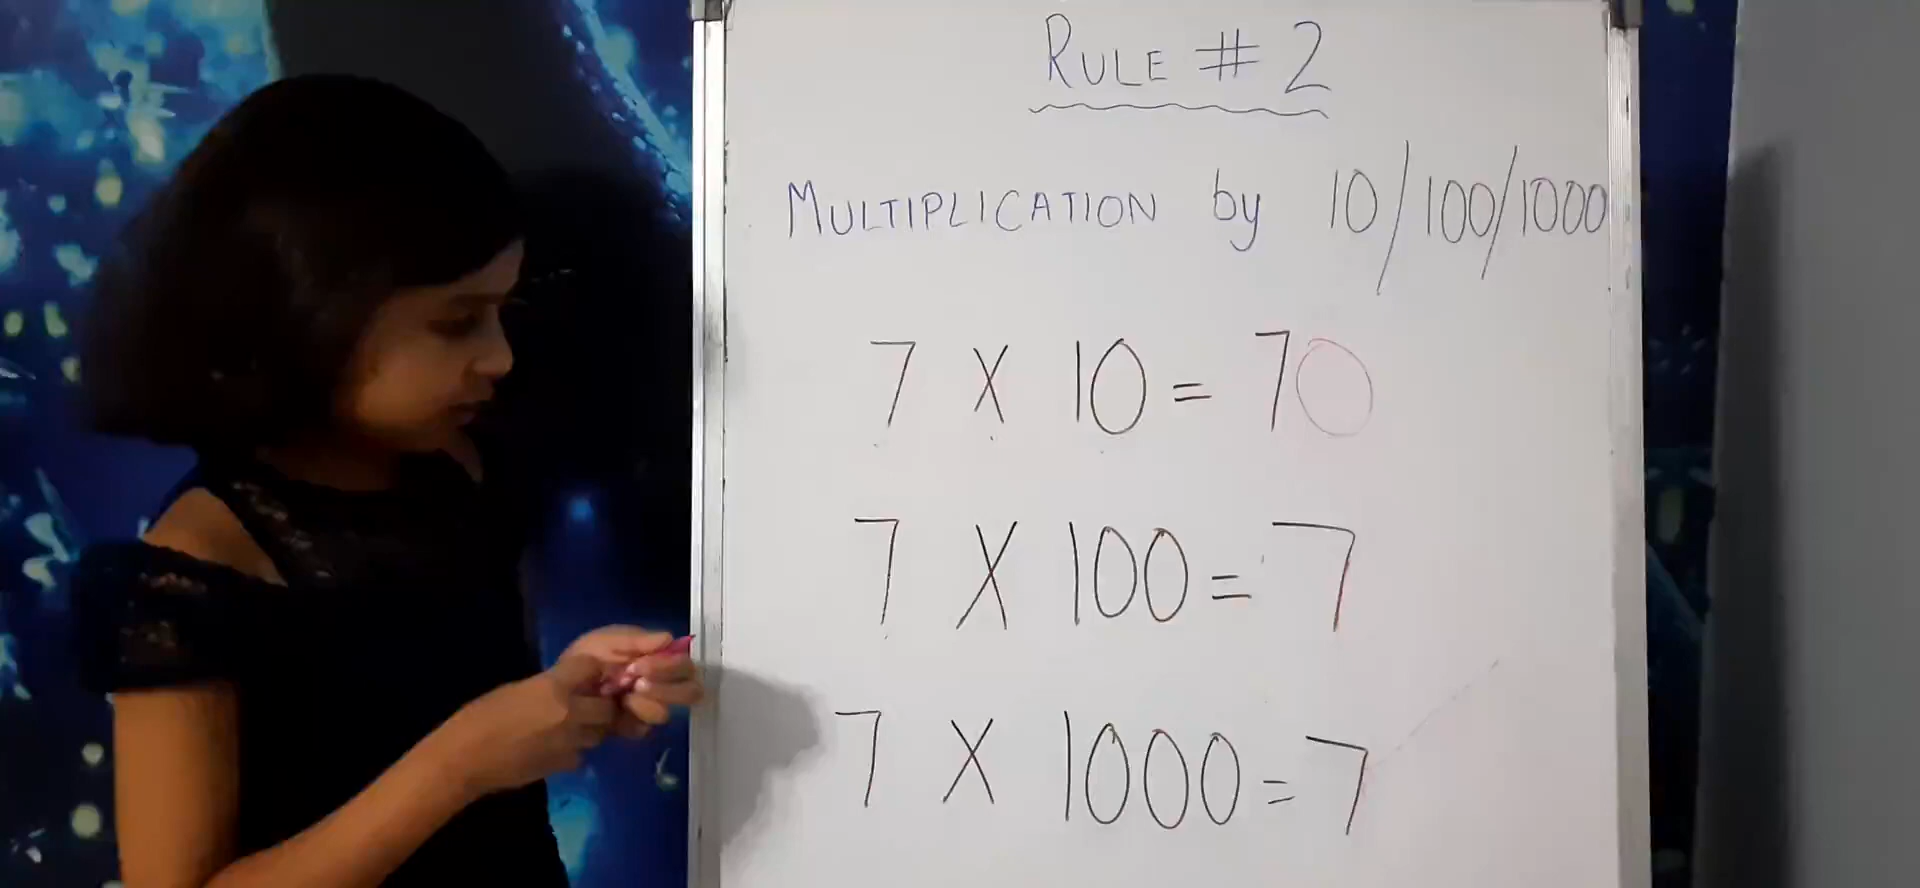 RULE # 2
MULTIPLICATION by 10/100/1000
7 X 10 = 70
7 X 100 = 7
7 X 1000 = 7